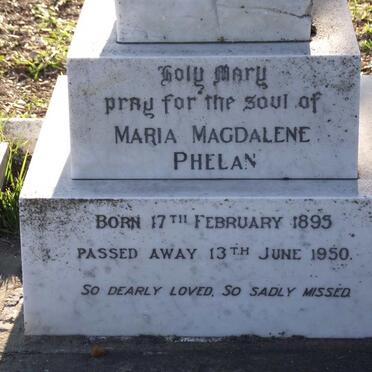 Holy Mary
pray for the soul of
MARIA MAGDALENE
PHELAN
BORN 17TH FEBRUARY 1895
PASSED AWAY 13TH JUNE 1950.
SO DEARLY LOVED, SO SADLY MISSED.